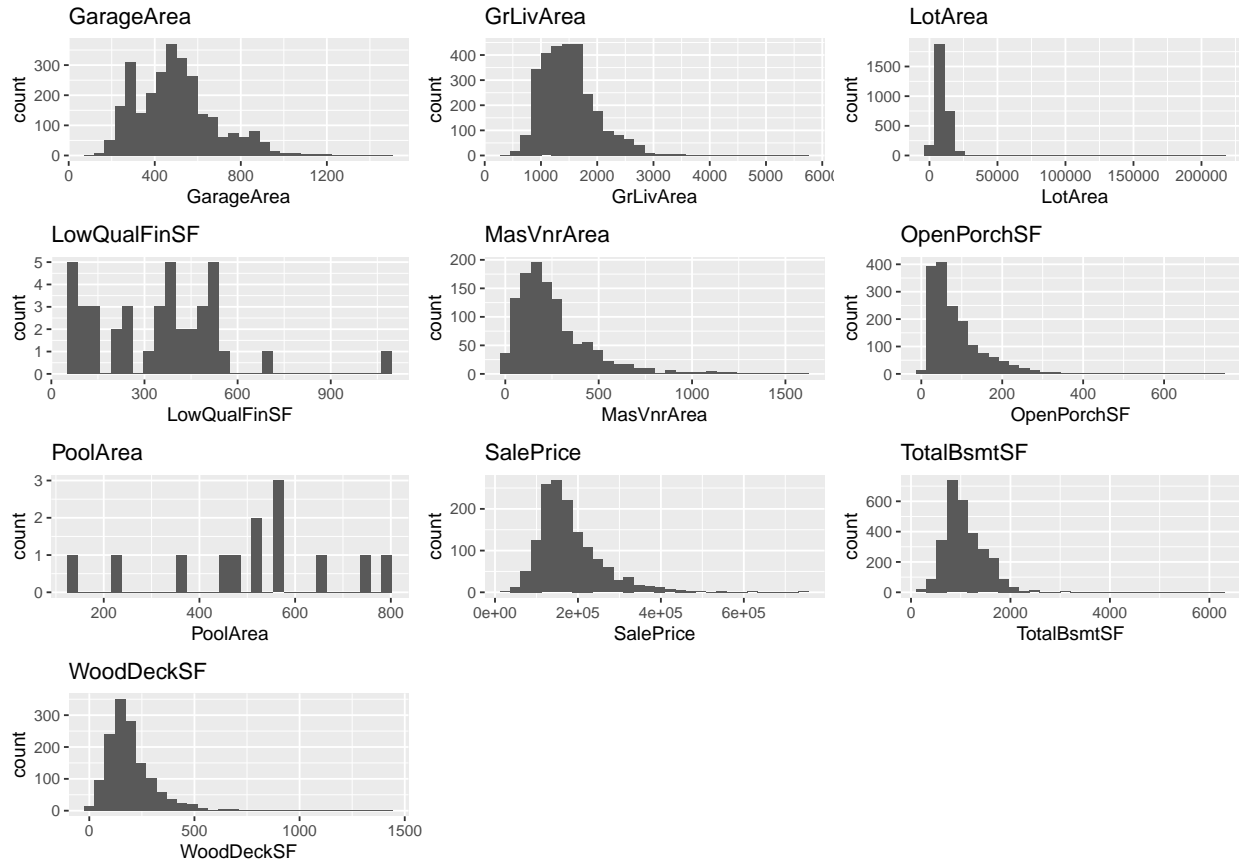 GarageArea
count
300
200
100
0
0
400
800
1200
GarageArea
GrLivArea
count
400
300
200
100
0
0
1000
2000
3000
4000
5000
600
GrLivArea
LotArea
count
1500
1000
500
0
0
50000
100000
150000
200000
LotArea
LowQualFinSF
count
5
4
3
2
1
0
0
300
600
900
LowQualFinSF
MasVnrArea
count
200
150
100
50
0
0
500
1000
1500
MasVnrArea
OpenPorchSF
count
400
300
200
100
0
0
200
400
600
OpenPorchSF
PoolArea
count
3
2
1
0
200
400
600
800
PoolArea
SalePrice
count
200
100
0
0e+00
2e+05
4e+05
6e+05
SalePrice
TotalBsmtSF
count
600
400
200
0
0
2000
4000
6000
TotalBsmtSF
WoodDeckSF
count
300
200
100
0
0
500
1000
1500
WoodDeckSF